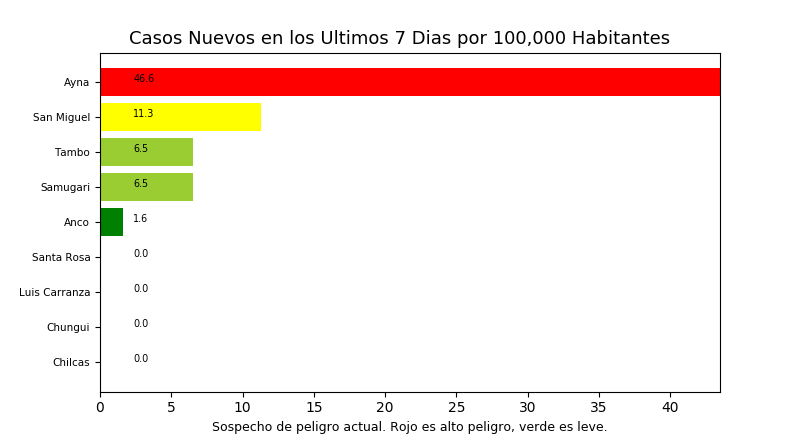 Casos Nuevos en los Ultimos 7 Dias por 100,000 Habitantes
Ayna 46.6
San Miguel 11.3
Tambo 6.5
Samugari 6.5
Anco 1.6
Santa Rosa 0.0
Luis Carranza 0.0
Chungui 0.0
Chilcas 0.0
0 5 10 15 20 25 30 35 40
Sospecho de peligro actual. Rojo es alto peligro, verde es leve.